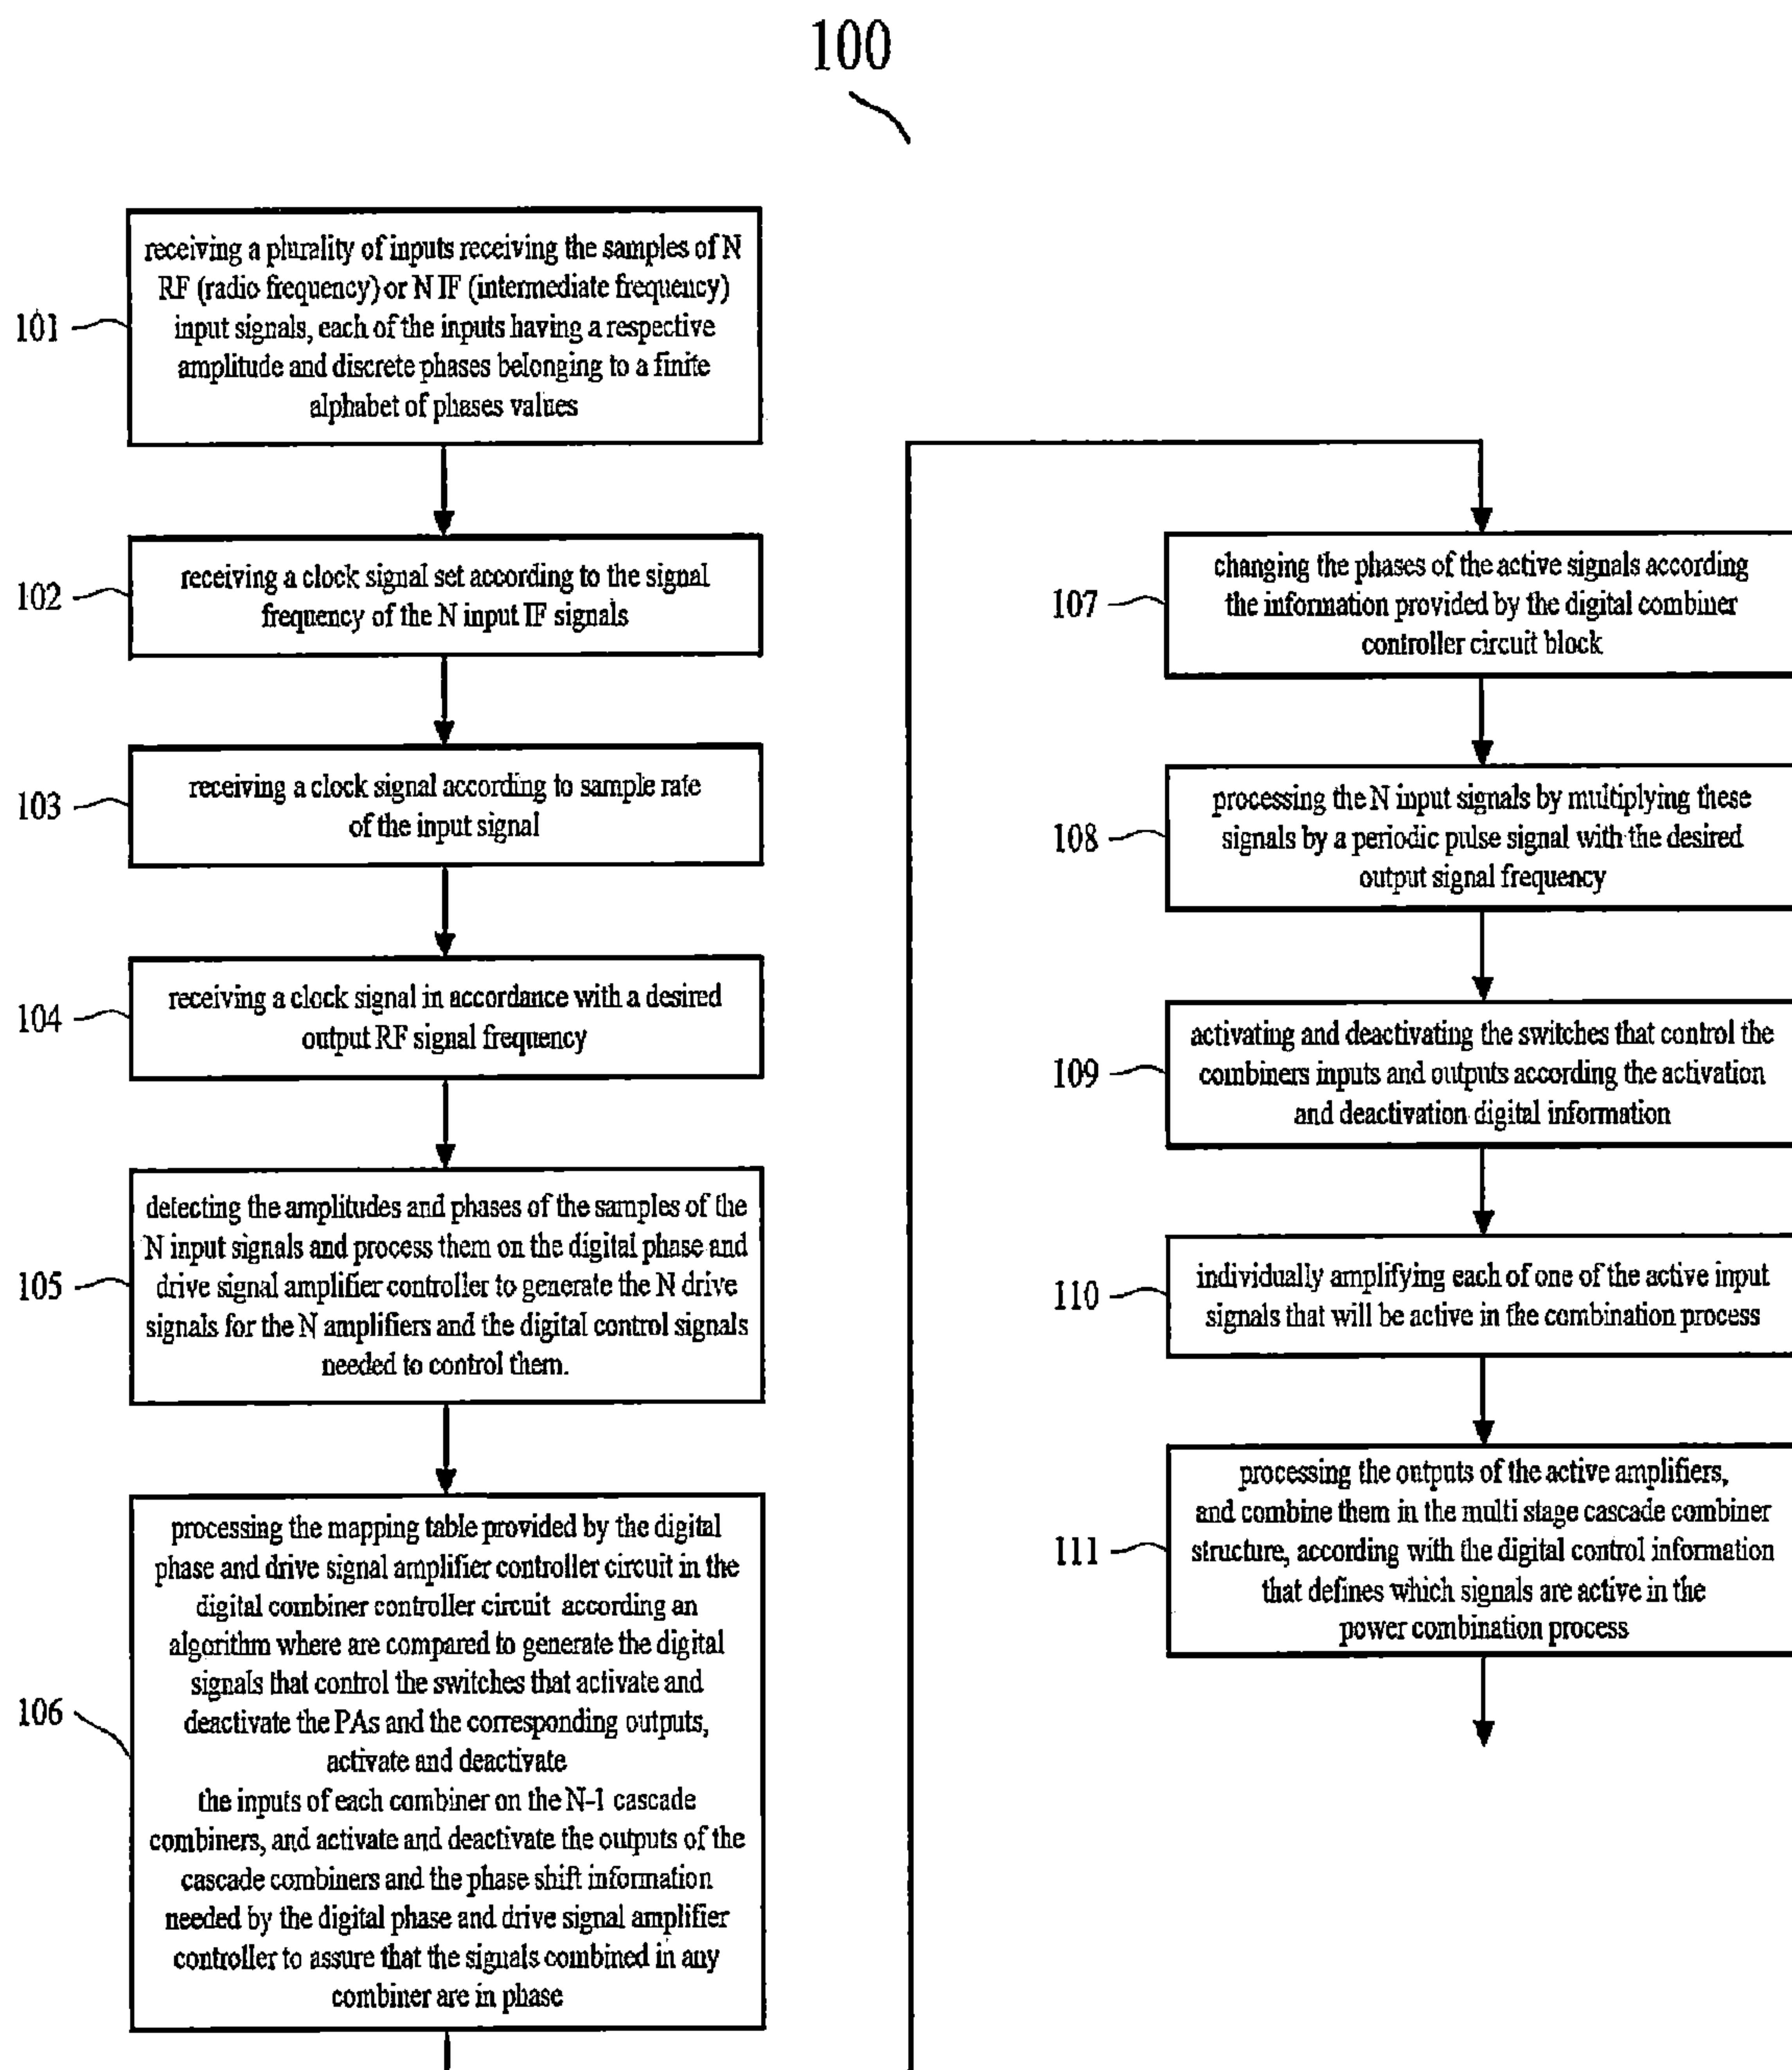 100
101
receiving a plurality of inputs receiving the samples of N
RF (radio frequency) or N IF (intermediate frequency)
input signals, each of the inputs having a respective
amplitude and discrete phases belonging to a finite
alphabet of phases values
102
receiving a clock signal set according to the signal
frequency of the N input IF signals
103
receiving a clock signal according to sample rate
of the input signal
104
receiving a clock signal in accordance with a desired
output RF signal frequency
105
detecting the amplitudes and phases of the samples of the
N input signals and process them on the digital phase and
drive signal amplifier controller to generate the N drive
signals for the N amplifiers and the digital control signals
needed to control them.
106
processing the mapping table provided by the digital
phase and drive signal amplifier controller circuit in the
digital combiner controller circuit according an
algorithm where are compared to generate the digital
signals that control the switches that activate and
deactivate the PAs and the corresponding outputs,
activate and deactivate
the inputs of each combiner on the N-1 cascade
combiners, and activate and deactivate the outputs of the
cascade combiners and the phase shift information
needed by the digital phase and drive signal amplifier
controller to assure that the signals combined in any
combiner are in phase
107
changing the phases of the active signals according
the information provided by the digital combiner
controller circuit block
108
processing the N input signals by multiplying these
signals by a periodic pulse signal with the desired
output signal frequency
109
activating and deactivating the switches that control the
combiners inputs and outputs according the activation
and deactivation digital information
110
individually amplifying each of one of the active input
signals that will be active in the combination process
111
processing the outputs of the active amplifiers,
and combine them in the multi stage cascade combiner
structure, according with the digital control information
that defines which signals are active in the
power combination process